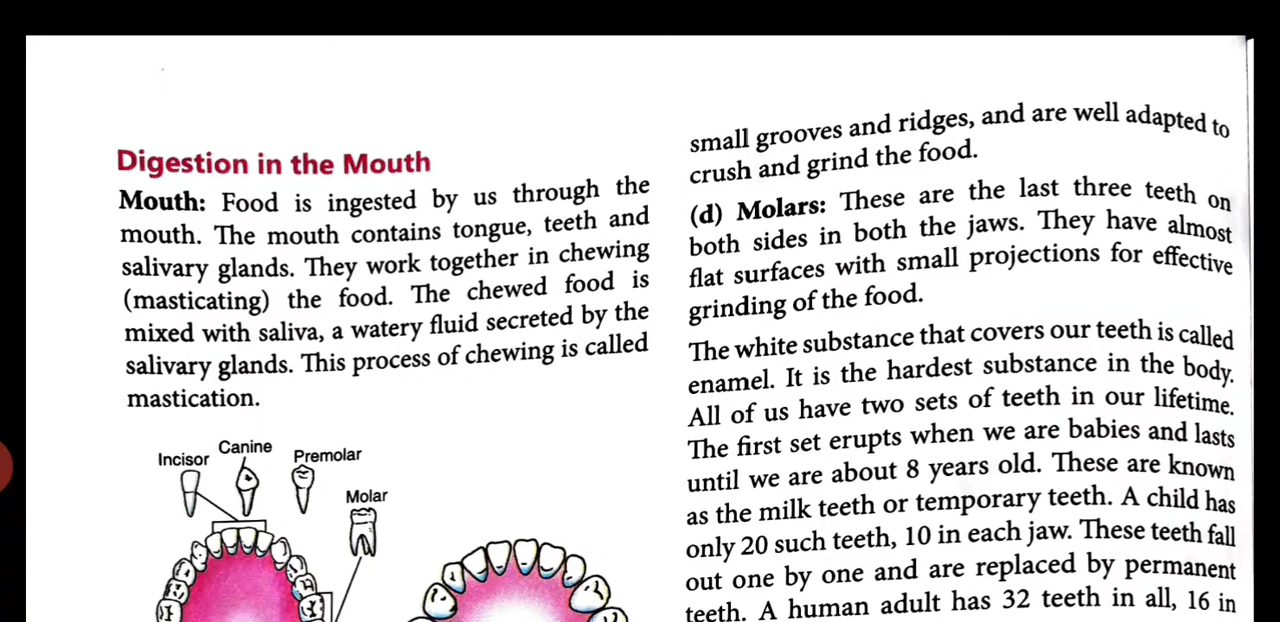 Digestion in the Mouth
Mouth: Food is ingested by us through the
mouth. The mouth contains tongue, teeth and
salivary glands. They work together in chewing
(masticating) the food. The chewed food is
mixed with saliva, a watery fluid secreted by the
salivary glands. This process of chewing is called
mastication.
Incisor
Canine
Premolar
Molar
small grooves and ridges, and are well adapted to
crush and grind the food.
(d) Molars: These are the last three teeth on
both sides in both the jaws. They have almost
flat surfaces with small projections for effective
grinding of the food.
The white substance that covers our teeth is called
enamel. It is the hardest substance in the body.
All of us have two sets of teeth in our lifetime.
The first set erupts when we are babies and lasts
until we are about 8 years old. These are known
as the milk teeth or temporary teeth. A child has
only 20 such teeth, 10 in each jaw. These teeth fall
out one by one and are replaced by permanent
teeth. A human adult has 32 teeth in all, 16 in